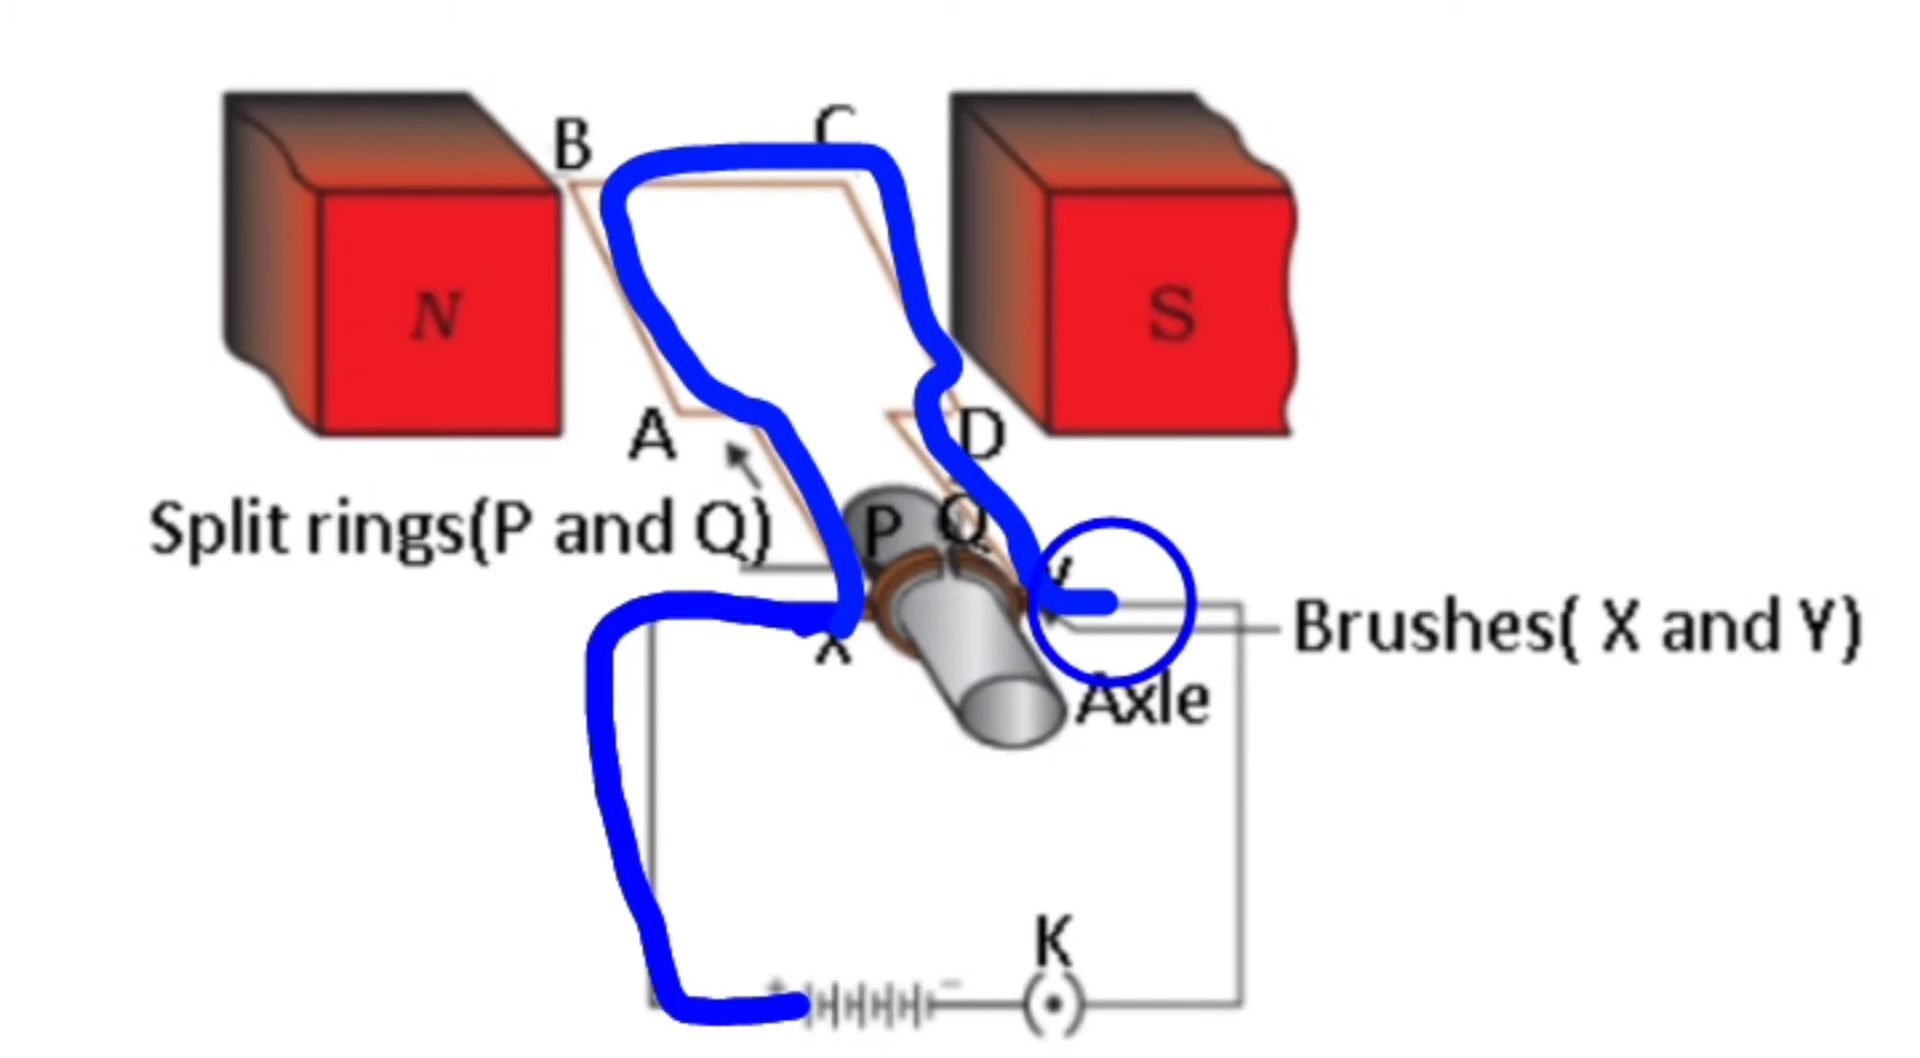 B
C
N
S
A
D
Split rings(P and Q)
P
Q
Y
X
Brushes( X and Y)
Axle
K
+
−